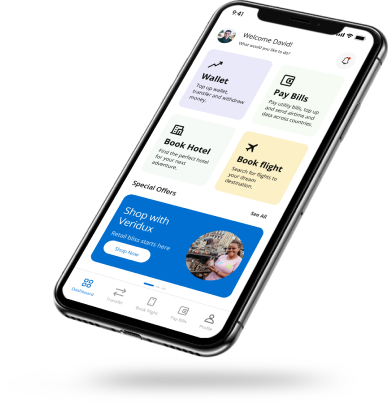 9:41
Welcome David!
What would you like to do?
Wallet
Top up wallet,
transfer and withdraw
money.
Pay Bills
Pay utility bills, top up
and send airtime and
data across countries.
Book Hotel
Find the perfect hotel
for your next
adventure.
Book flight
Search for flights to
your dream
destination.
Special Offers
See All
Shop with
Veridux
Retail bliss starts here
Shop Now
Dashboard
Transfer
Book Flight
Pay Bills
Profile